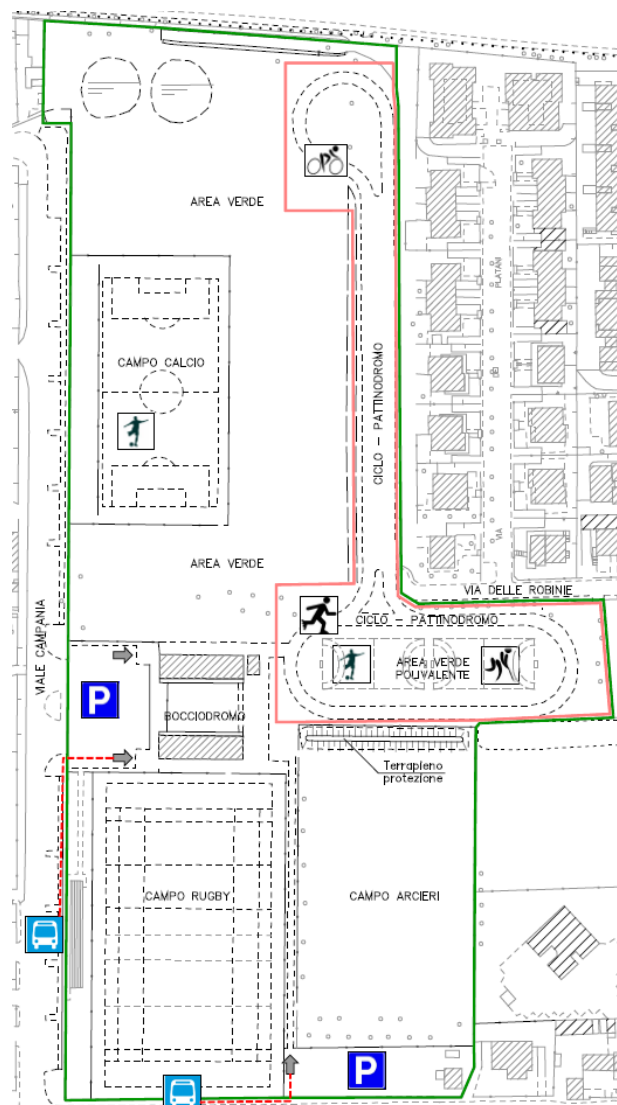 AREA VERDE
PLATANI
DEI
VIA
CAMPO CALCIO
CICLO - PATTINODROMO
AREA VERDE
VIA DELLE ROBINIE
CICLO - PATTINODROMO
VIALE CAMPANIA
AREA VERDE
POLIVALENTE
P
BOCCIODROMO
Terrapieno
protezione
CAMPO RUGBY
CAMPO ARCIERI
P